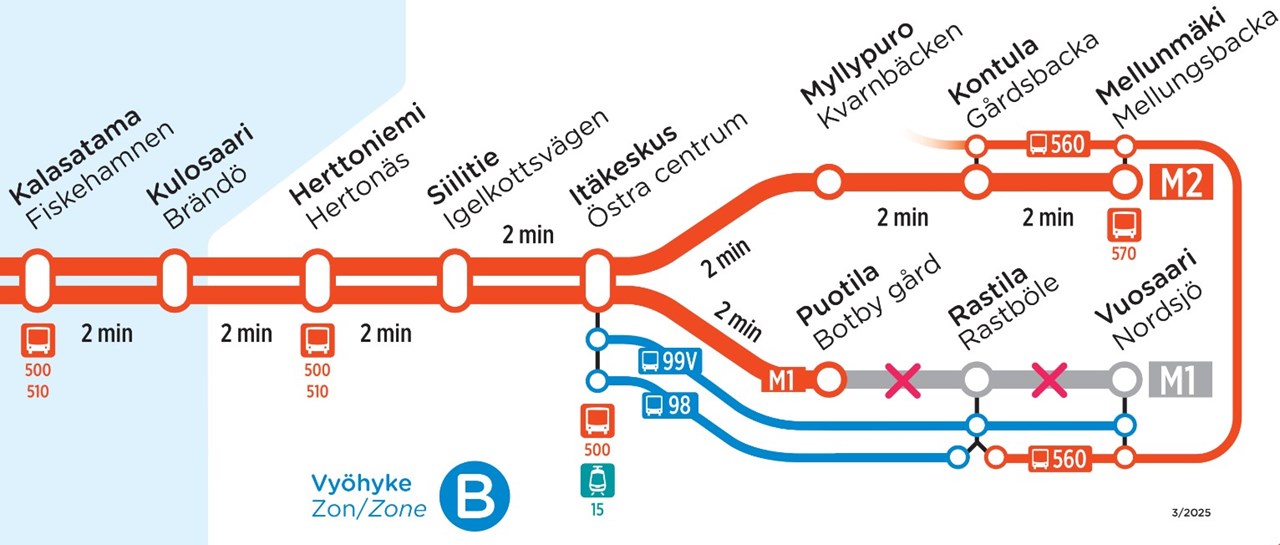 Kalasatama
Fiskehamnen
Kulosaari
Brändö
Herttoniemi
Hertonäs
Siilitie
Igelkottsvägen
Itäkeskus
Östra centrum
Myllypuro
Kvarnbäcken
Kontula
Gårdsbacka
Mellunmäki
Mellungsbacka
560
M2
2 min
2 min
2 min
570
2 min
2 min
Puotila
Botby gård
Rastila
Rastböle
Vuosaari
Nordsjö
2 min
2 min
2 min
500
510
500
510
99V
M1
M1
98
500
15
560
Vyöhyke
Zon/Zone
B
3/2025